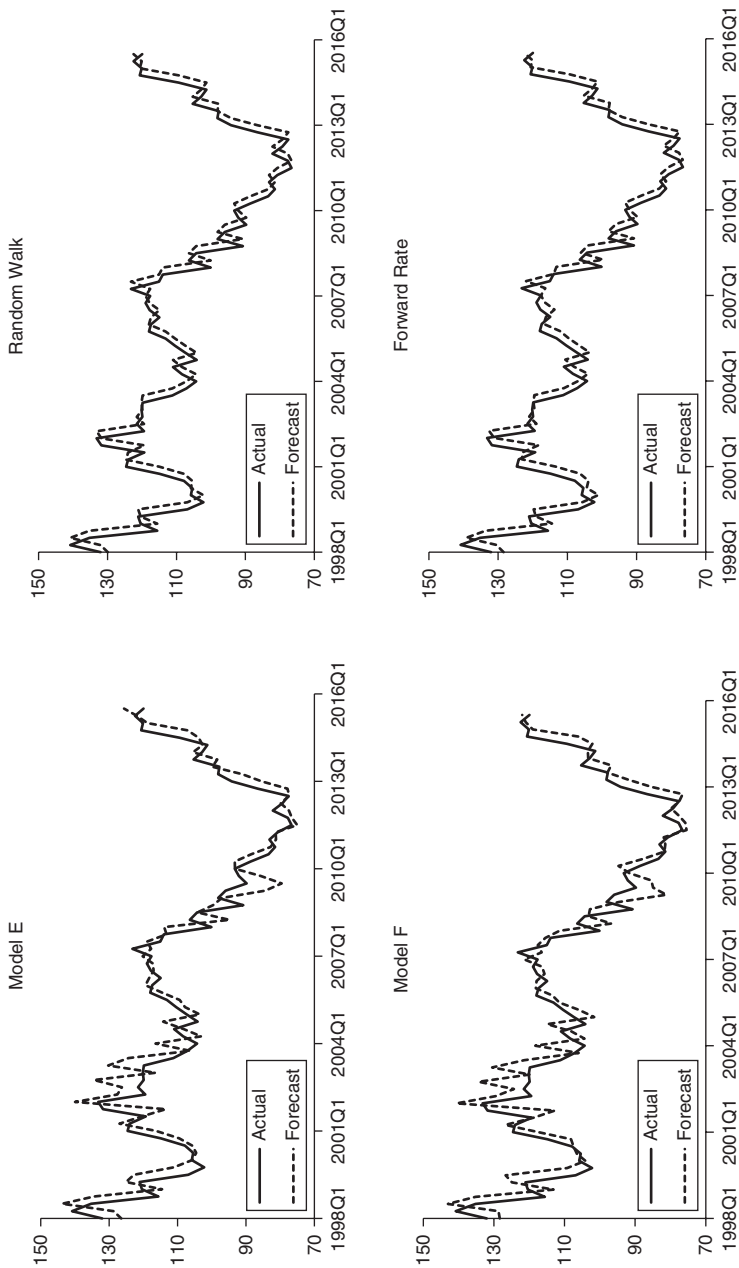 Model E
150
130
110
90
70
1998Q1
2001Q1
2004Q1
2007Q1
2010Q1
2013Q1
2016Q1
Actual
Forecast
Random Walk
150
130
110
90
70
1998Q1
2001Q1
2004Q1
2007Q1
2010Q1
2013Q1
2016Q1
Actual
Forecast
Model F
150
130
110
90
70
1998Q1
2001Q1
2004Q1
2007Q1
2010Q1
2013Q1
2016Q1
Actual
Forecast
Forward Rate
150
130
110
90
70
1998Q1
2001Q1
2004Q1
2007Q1
2010Q1
2013Q1
2016Q1
Actual
Forecast